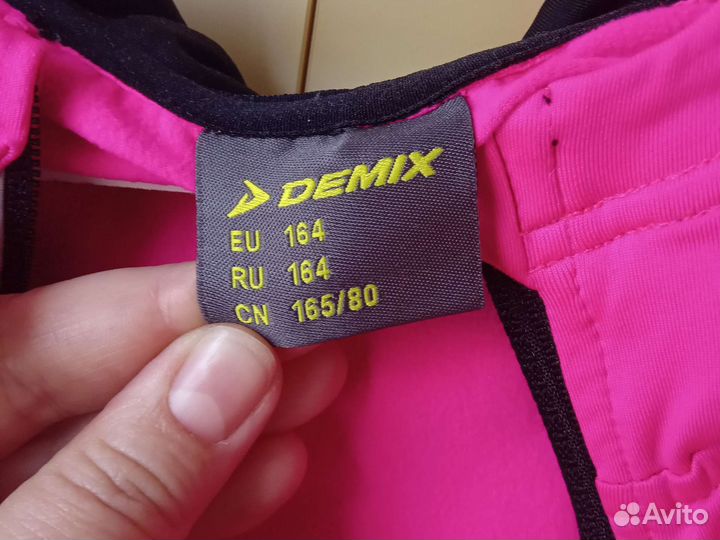 DEMIX
EU 164
RU 164
CN 165/80
Avito